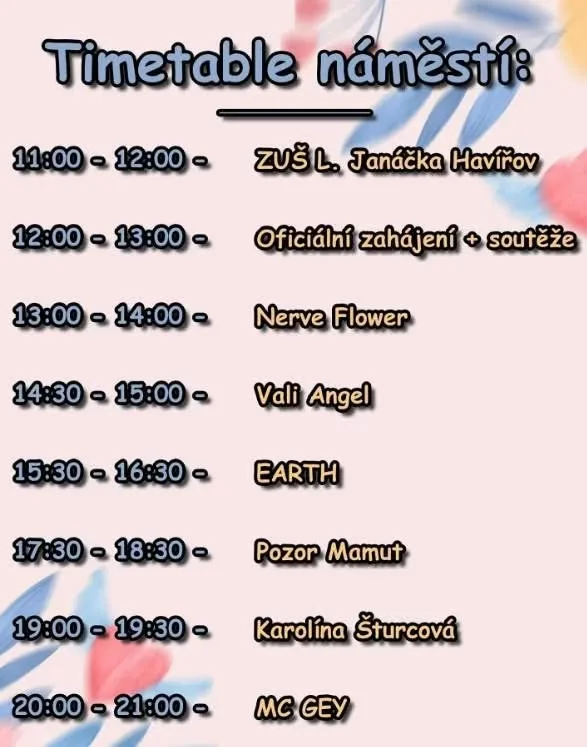 Timetable náměstí:
11:00 - 12:00 - ZUŠ L. Janáčka Havířov
12:00 - 13:00 - Oficiální zahájení + soutěže
13:00 - 14:00 - Nerve Flower
14:30 - 15:00 - Vali Angel
15:30 - 16:30 - EARTH
17:30 - 18:30 - Pozor Mamut
19:00 - 19:30 - Karolína Šturcová
20:00 - 21:00 - MC GEY